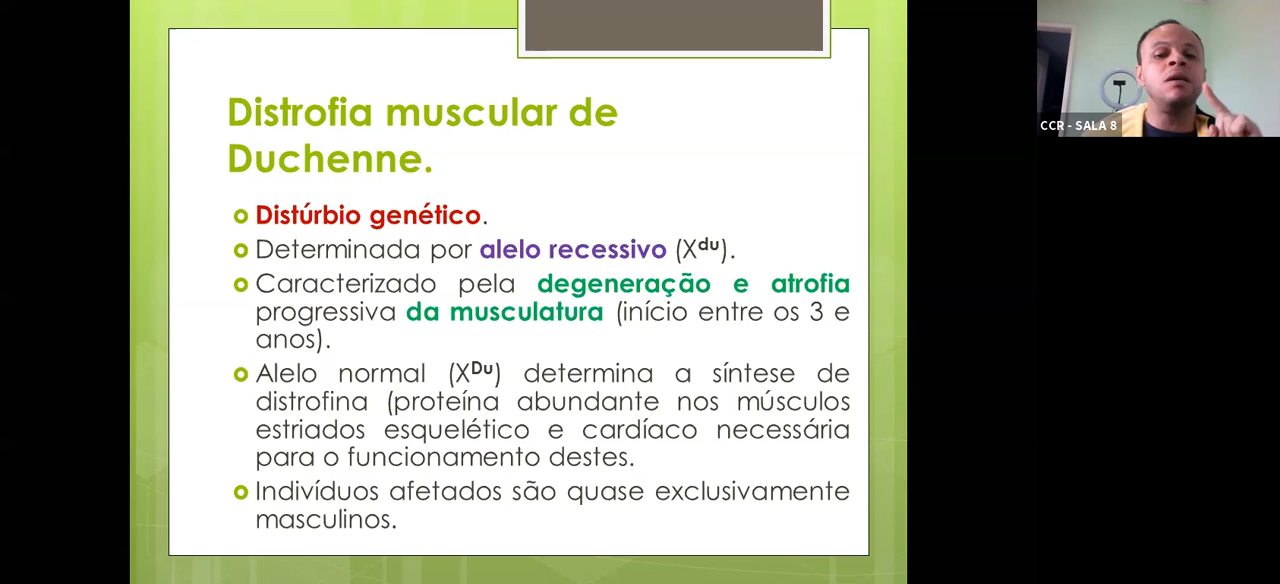 Distrofia muscular de
Duchenne.
Distúrbio genético.
Determinada por alelo recessivo (Xdu).
Caracterizado pela degeneração e atrofia
progressiva da musculatura (início entre os 3 e
anos).
Alelo normal (XDu) determina a síntese de
distrofina (proteína abundante nos músculos
estriados esquelético e cardíaco necessária
para o funcionamento destes.
Indivíduos afetados são quase exclusivamente
masculinos.
CCR - SALA 8